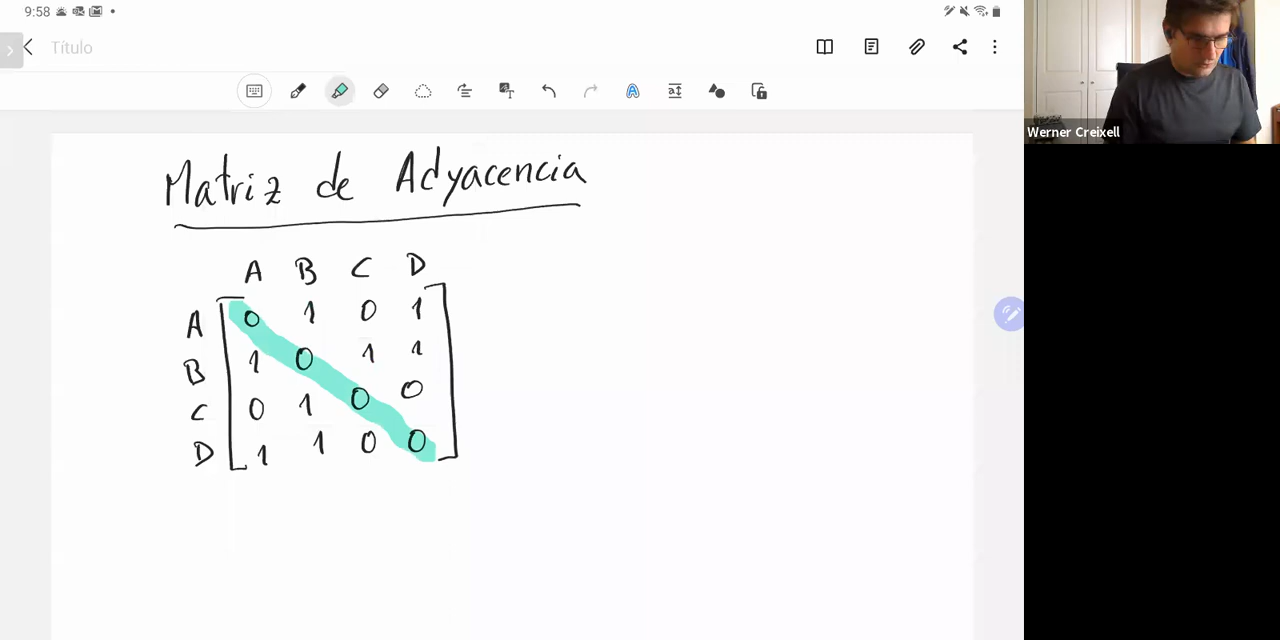 9:58
Título
Werner Creixell
Matriz de Adyacencia
A B C D
A 0 1 0 1
B 1 0 1 1
C 0 1 0 0
D 1 1 0 0